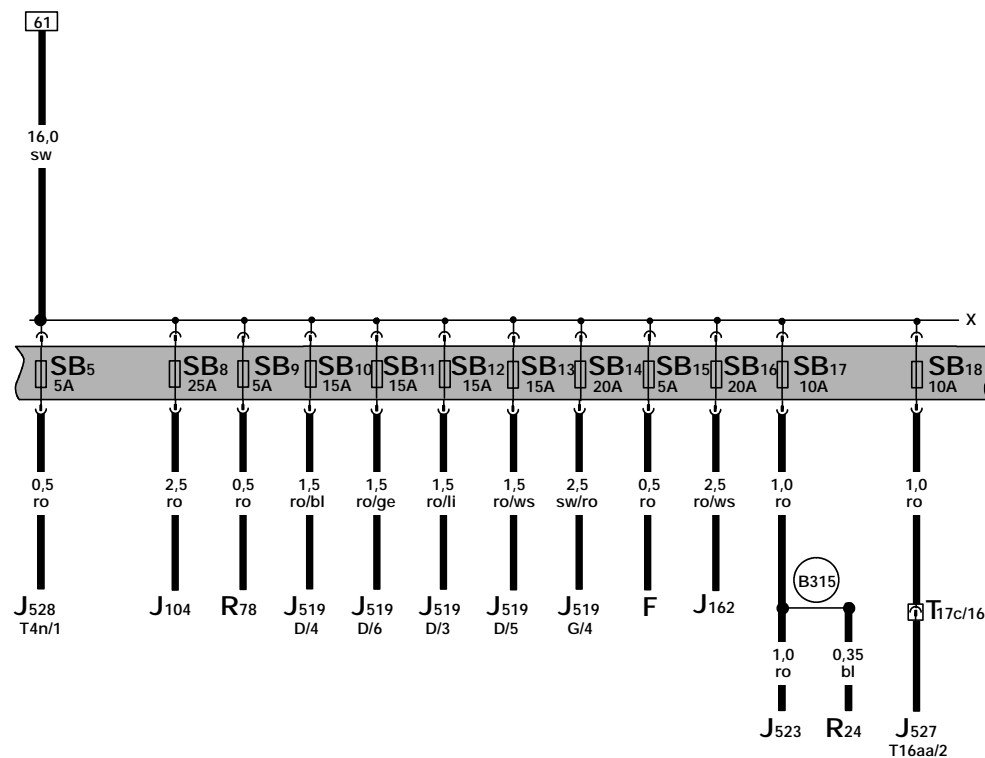 61
16,0
sw
X
SB5 SB8 SB9 SB10 SB11 SB12 SB13 SB14 SB15 SB16 SB17 SB18
5A 25A 5A 15A 15A 15A 15A 20A 5A 20A 10A 10A
0,5 2,5 0,5 1,5 1,5 1,5 1,5 2,5 0,5 2,5 1,0 1,0
ro ro ro ro/bl ro/ge ro/li ro/ws sw/ro ro ro/ws ro ro
B315
J528 J104 R78 J519 J519 J519 J519 J519 F J162 T17c/16
T4n/1 D/4 D/6 D/3 D/5 G/4
1,0 0,35
ro bl
J523 R24 J527
T16aa/2